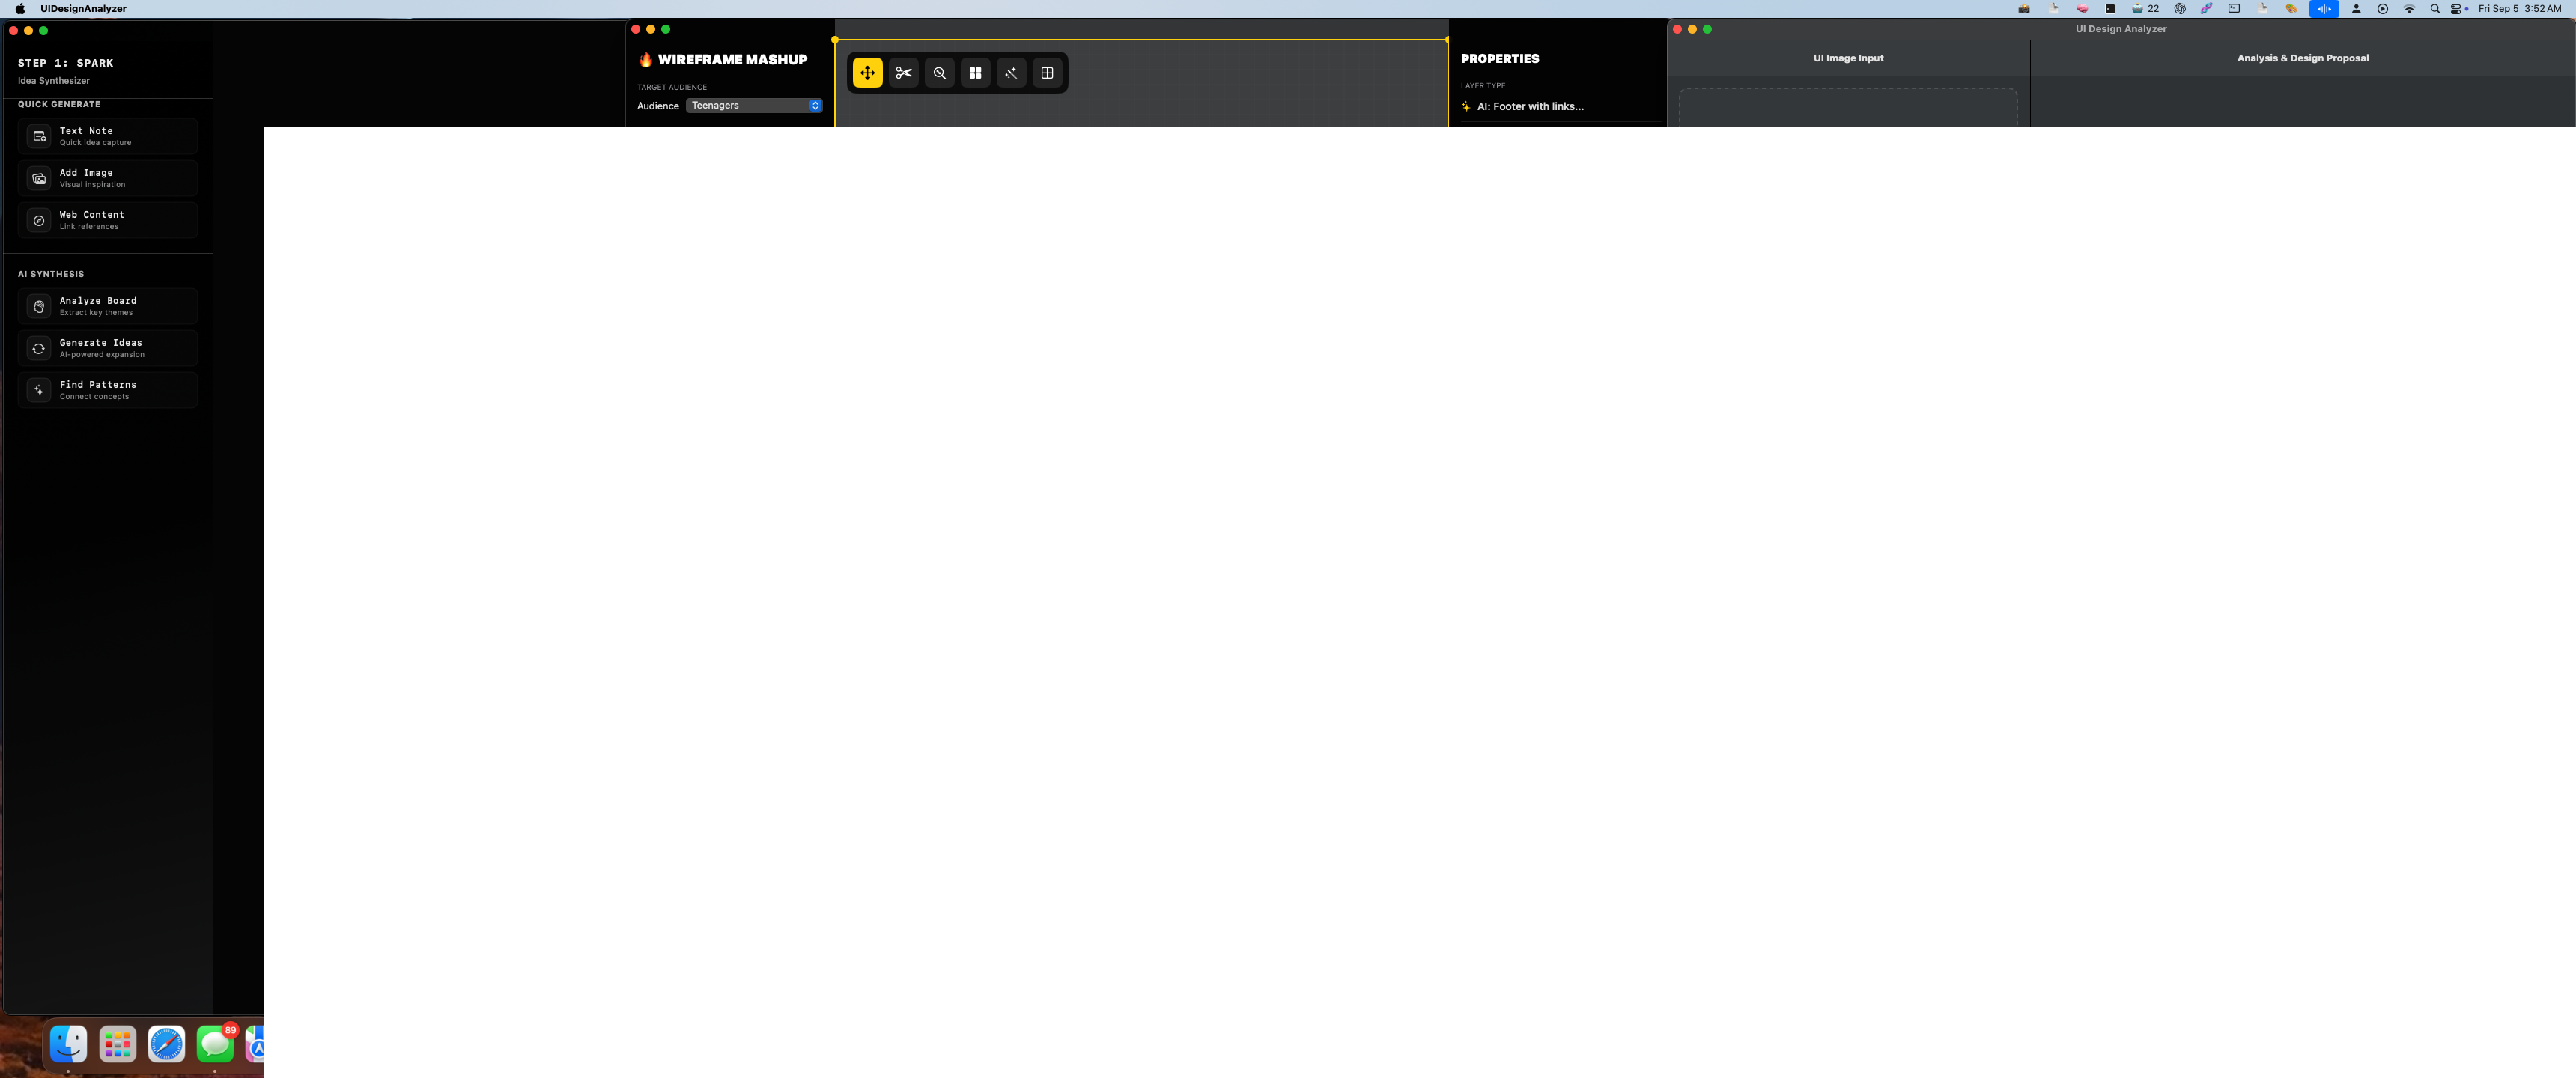 UIDesignAnalyzer
22
Fri Sep 5 3:52 AM
STEP 1: SPARK
Idea Synthesizer
QUICK GENERATE
Text Note
Quick idea capture
Add Image
Visual inspiration
Web Content
Link references
AI SYNTHESIS
Analyze Board
Extract key themes
Generate Ideas
AI-powered expansion
Find Patterns
Connect concepts
🔥 WIREFRAME MASHUP
TARGET AUDIENCE
Audience Teenagers
PROPERTIES
LAYER TYPE
✨ AI: Footer with links...
UI Design Analyzer
UI Image Input
Analysis & Design Proposal
89